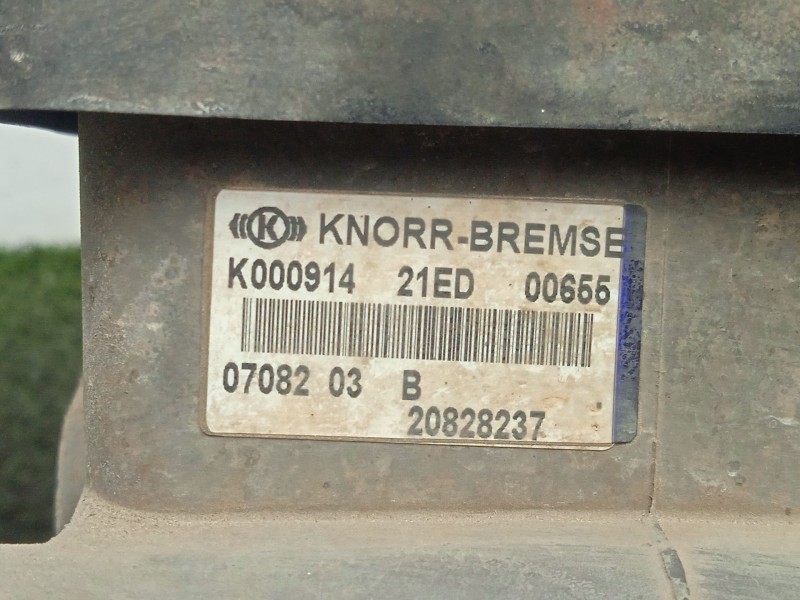 K KNORR-BREMSE
K000914 21ED 00655
07082 03 B
20828237